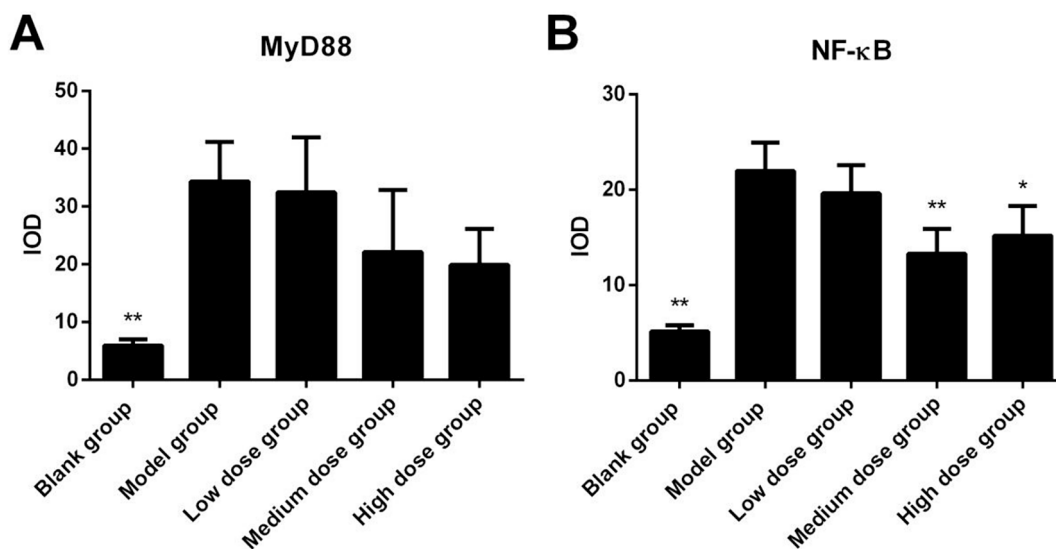 A
MyD88
IOD
50
40
30
20
10
0
**
Blank group
Model group
Low dose group
Medium dose group
High dose group
B
NF-κB
IOD
30
20
10
0
**
**
*
Blank group
Model group
Low dose group
Medium dose group
High dose group